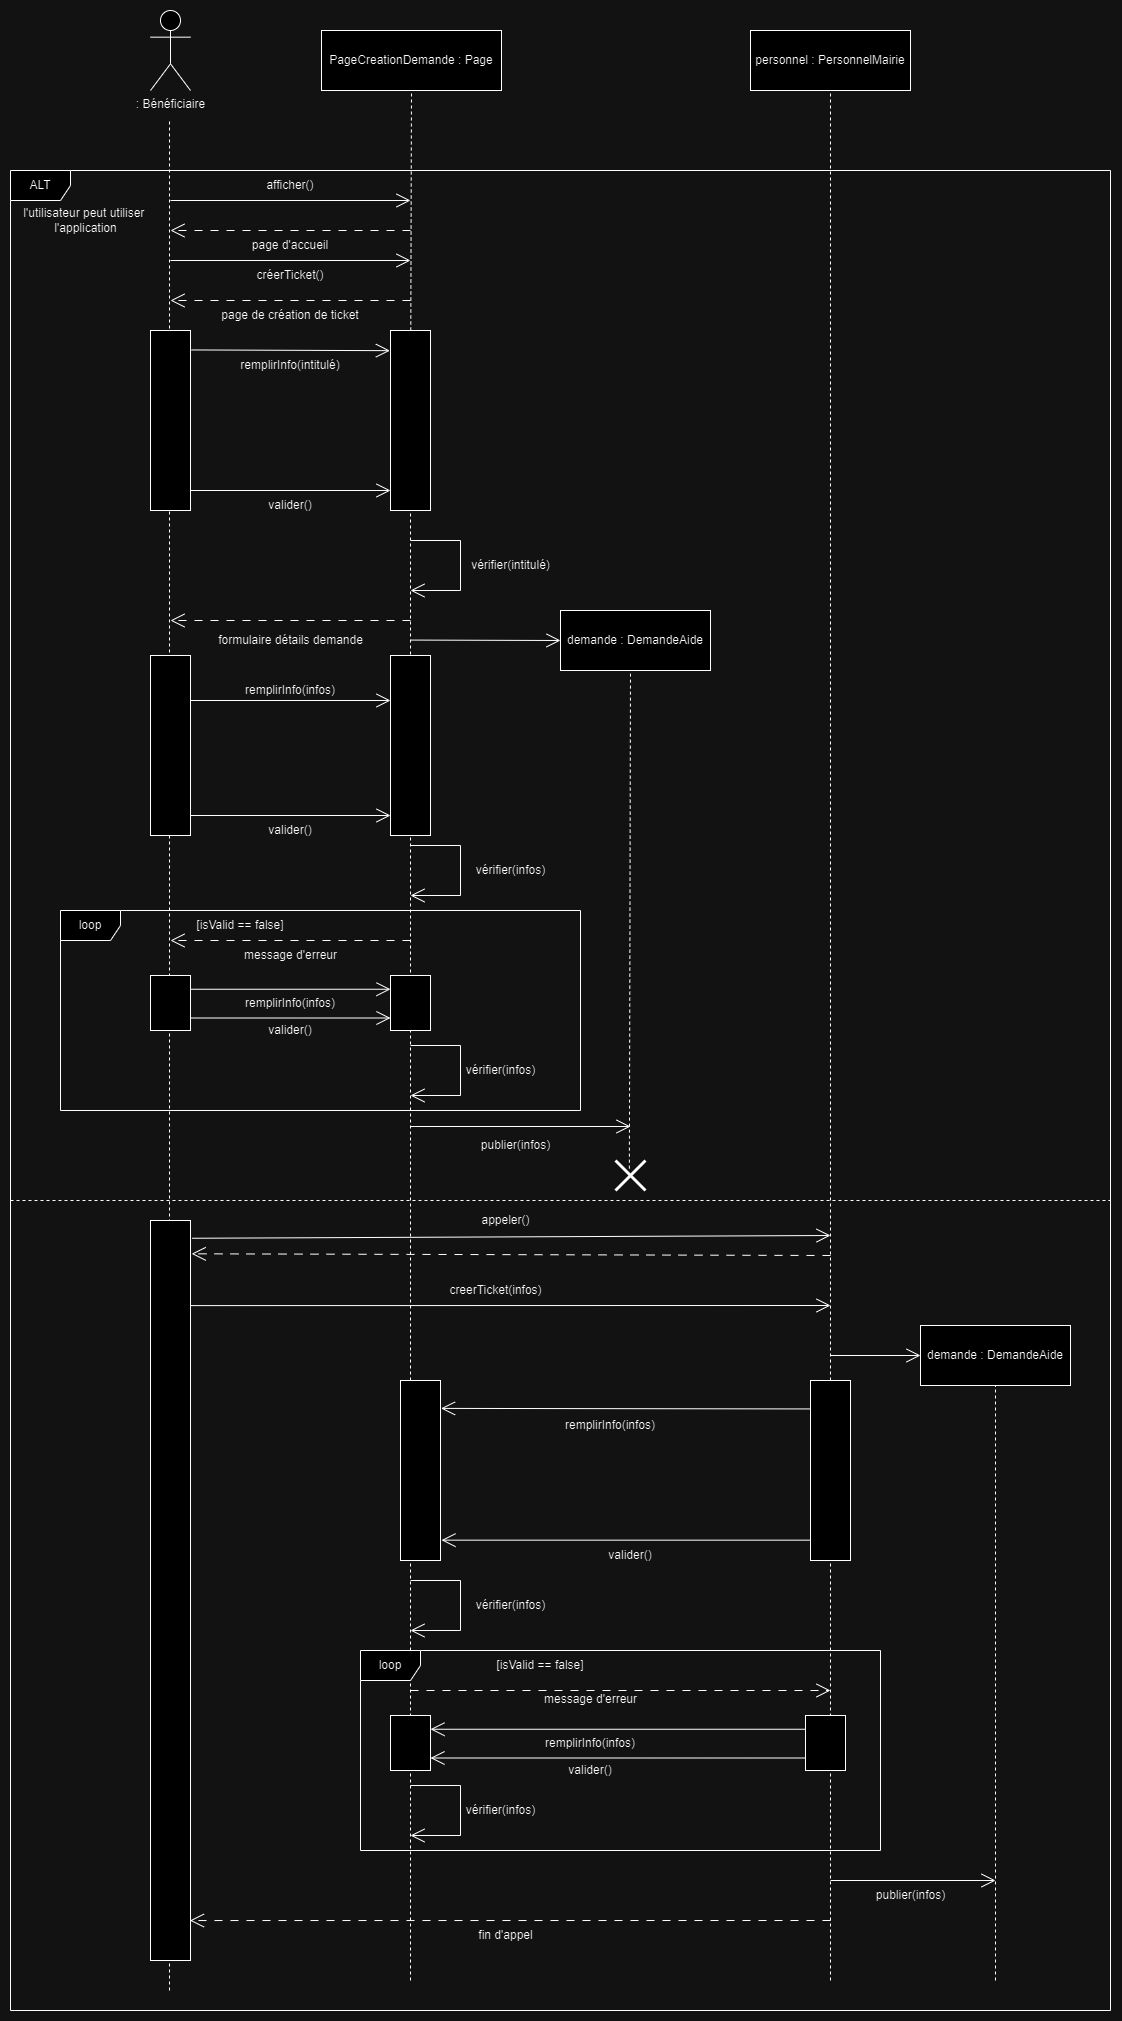 : Bénéficiaire
PageCreationDemande : Page
personnel : PersonnelMairie
ALT
l'utilisateur peut utiliser
l'application
afficher()
page d'accueil
créerTicket()
page de création de ticket
remplirInfo(intitulé)
valider()
vérifier(intitulé)
formulaire détails demande
demande : DemandeAide
remplirInfo(infos)
valider()
vérifier(infos)
loop
[isValid == false]
message d'erreur
remplirInfo(infos)
valider()
vérifier(infos)
publier(infos)
appeler()
creerTicket(infos)
demande : DemandeAide
remplirInfo(infos)
valider()
vérifier(infos)
loop
[isValid == false]
message d'erreur
remplirInfo(infos)
valider()
vérifier(infos)
publier(infos)
fin d'appel